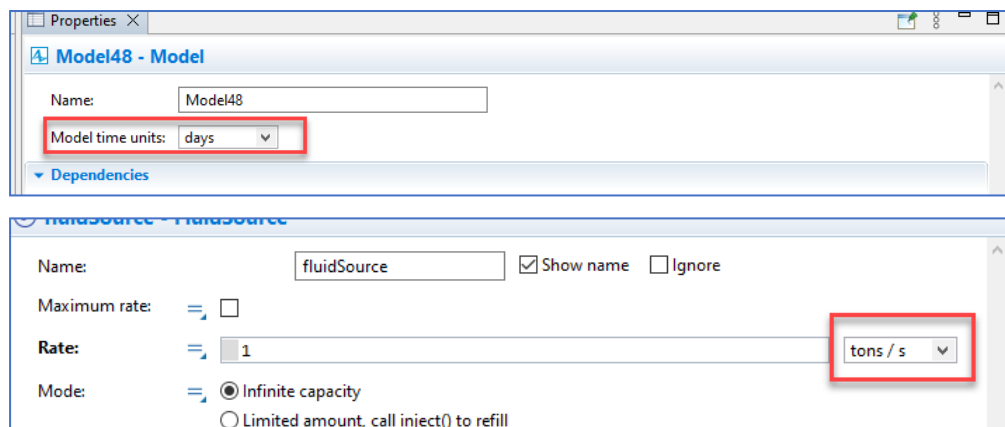 Properties
Model48 - Model
Name: Model48
Model time units: days
Dependencies
fluidSource - FluidSource
Name: fluidSource Show name Ignore
Maximum rate:
Rate: 1 tons / s
Mode: Infinite capacity
Limited amount, call inject() to refill